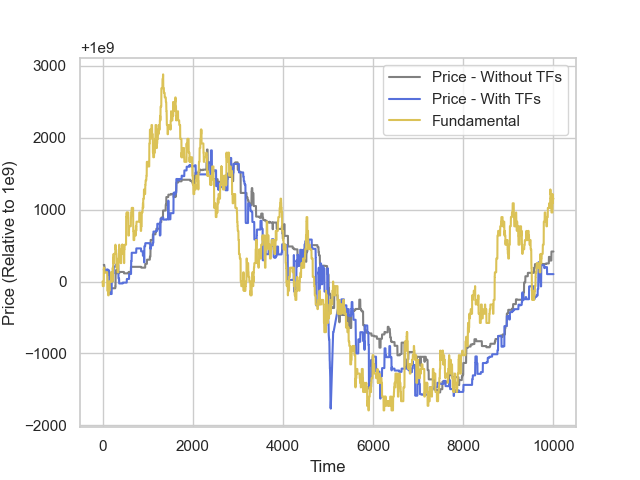 +1e9
3000
2000
1000
0
−1000
−2000
Price (Relative to 1e9)
Price - Without TFs
Price - With TFs
Fundamental
0 2000 4000 6000 8000 10000
Time